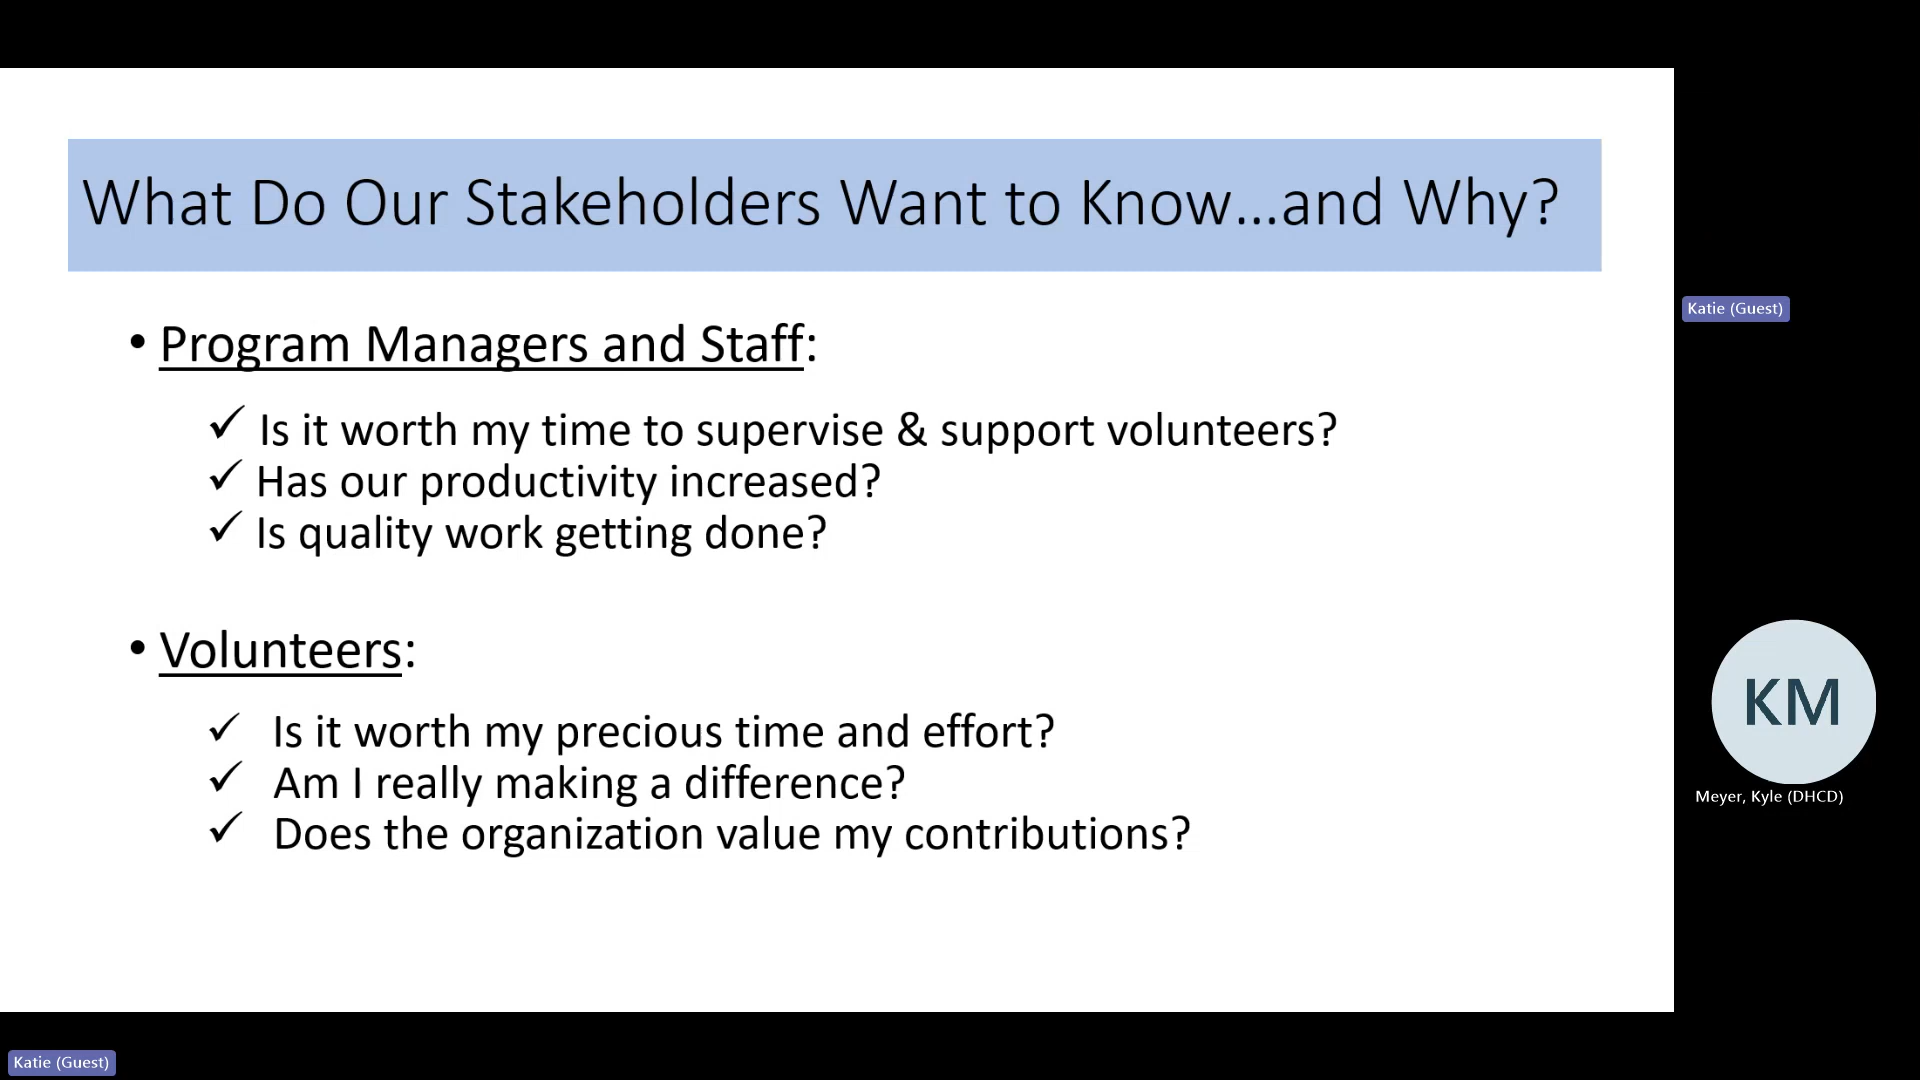 What Do Our Stakeholders Want to Know...and Why?
• Program Managers and Staff:
✓ Is it worth my time to supervise & support volunteers?
✓ Has our productivity increased?
✓ Is quality work getting done?
• Volunteers:
✓ Is it worth my precious time and effort?
✓ Am I really making a difference?
✓ Does the organization value my contributions?
Katie (Guest)
KM
Meyer, Kyle (DHCD)
Katie (Guest)